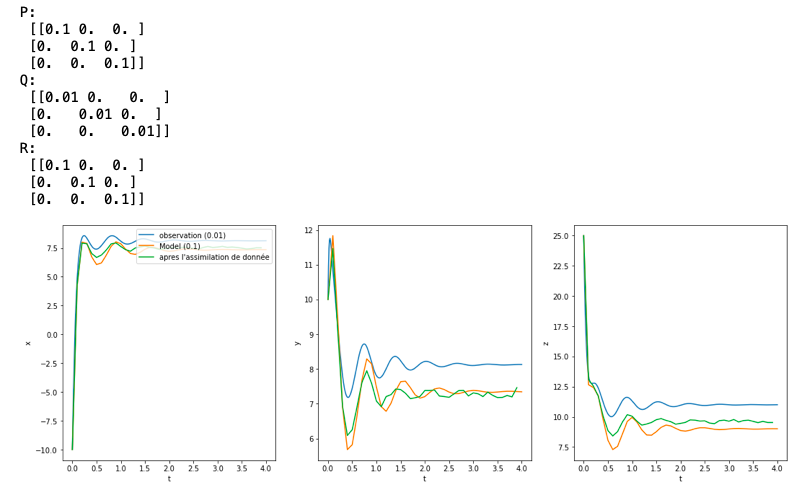 P:
[[0.1 0. 0. ]
[0. 0.1 0. ]
[0. 0. 0.1]]
Q:
[[0.01 0. 0. ]
[0. 0.01 0. ]
[0. 0. 0.01]]
R:
[[0.1 0. 0. ]
[0. 0.1 0. ]
[0. 0. 0.1]]
observation (0.01)
Model (0.1)
apres l'assimilation de donnée
7.5
5.0
2.5
0.0
−2.5
−5.0
−7.5
−10.0
x
0.0 0.5 1.0 1.5 2.0 2.5 3.0 3.5 4.0
t
12
11
10
9
8
7
6
y
0.0 0.5 1.0 1.5 2.0 2.5 3.0 3.5 4.0
t
25.0
22.5
20.0
17.5
15.0
12.5
10.0
7.5
z
0.0 0.5 1.0 1.5 2.0 2.5 3.0 3.5 4.0
t